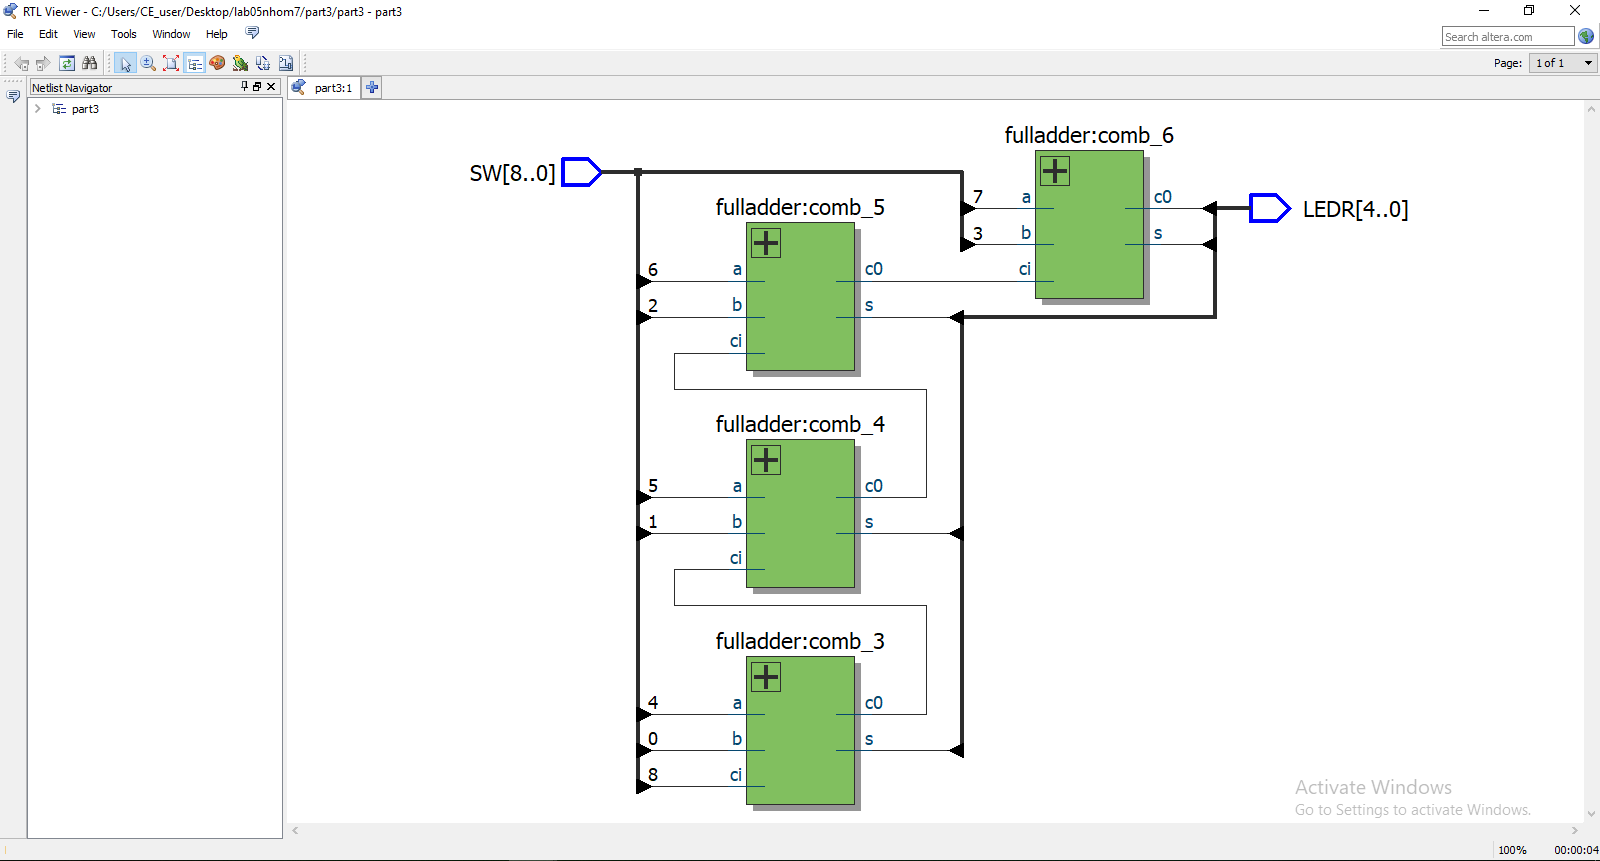 RTL Viewer - C:/Users/CE_user/Desktop/lab05nhom7/part3/part3 - part3
File Edit View Tools Window Help
Search altera.com
Page: 1 of 1
Netlist Navigator
part3:1
part3
fulladder:comb_6
SW[8..0]
7 a c0
LEDR[4..0]
3 b s
ci
fulladder:comb_5
6 a c0
2 b s
ci
fulladder:comb_4
5 a c0
1 b s
ci
fulladder:comb_3
4 a c0
0 b s
8 ci
Activate Windows
Go to Settings to activate Windows.
100% 00:00:04